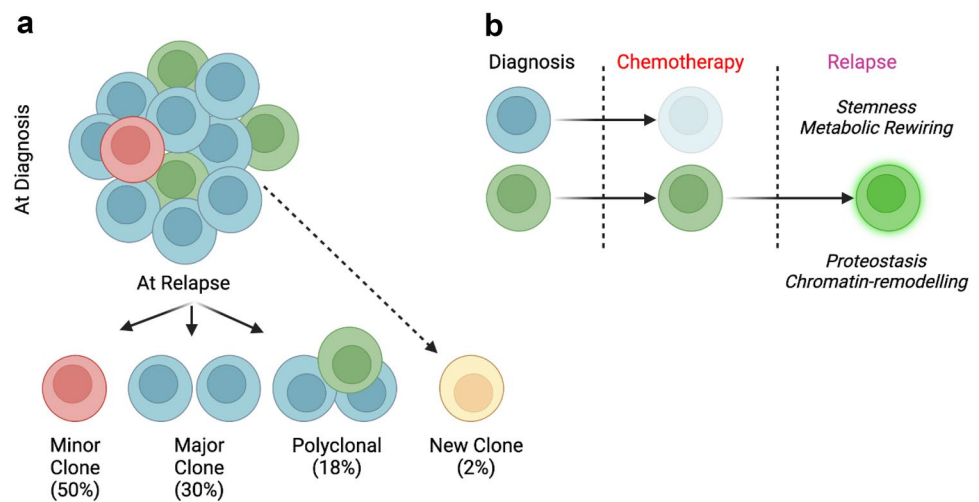 a
At Diagnosis
At Relapse
Minor
Clone
(50%)
Major
Clone
(30%)
Polyclonal
(18%)
New Clone
(2%)
b
Diagnosis
Chemotherapy
Relapse
Stemness
Metabolic Rewiring
Proteostasis
Chromatin-remodelling